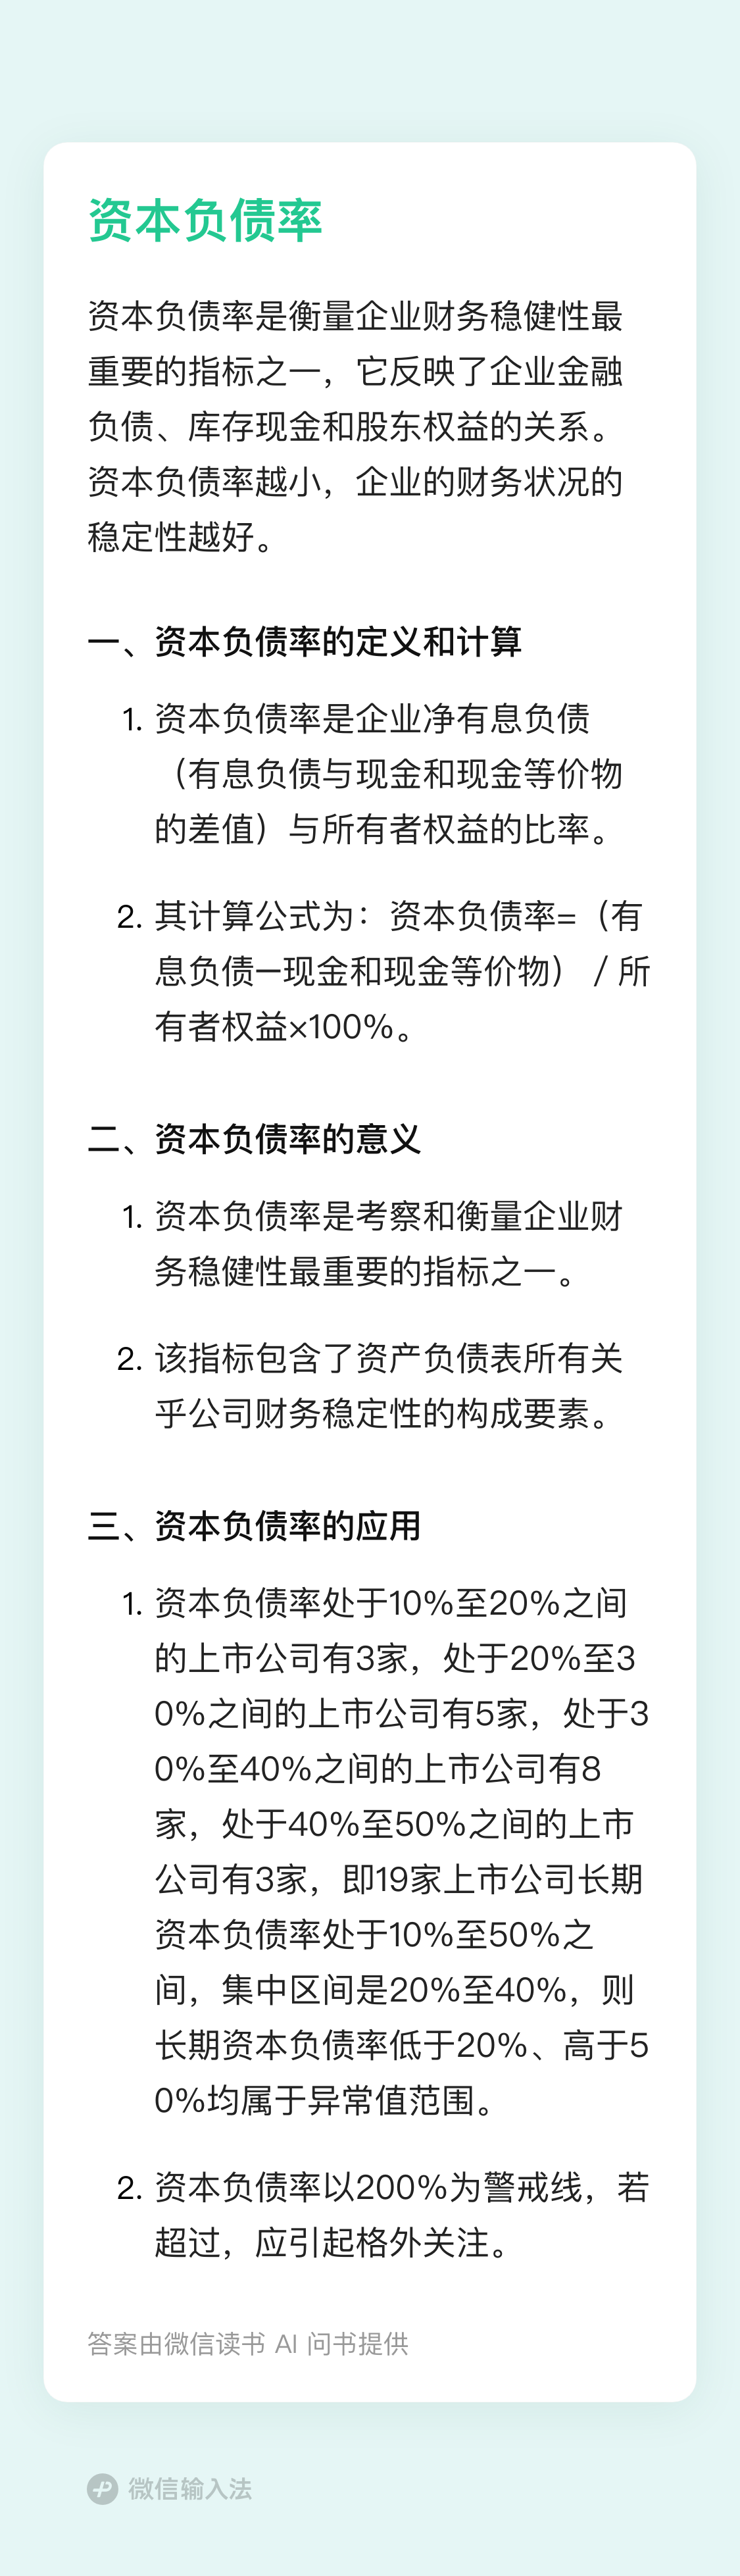 资本负债率
资本负债率是衡量企业财务稳健性最
重要的指标之一，它反映了企业金融
负债、库存现金和股东权益的关系。
资本负债率越小，企业的财务状况的
稳定性越好。
一、资本负债率的定义和计算
1. 资本负债率是企业净有息负债
（有息负债与现金和现金等价物
的差值）与所有者权益的比率。
2. 其计算公式为：资本负债率=（有
息负债—现金和现金等价物）／所
有者权益×100%。
二、资本负债率的意义
1. 资本负债率是考察和衡量企业财
务稳健性最重要的指标之一。
2. 该指标包含了资产负债表所有关
乎公司财务稳定性的构成要素。
三、资本负债率的应用
1. 资本负债率处于10%至20%之间
的上市公司有3家，处于20%至3
0%之间的上市公司有5家，处于3
0%至40%之间的上市公司有8
家，处于40%至50%之间的上市
公司有3家，即19家上市公司长期
资本负债率处于10%至50%之
间，集中区间是20%至40%，则
长期资本负债率低于20%、高于5
0%均属于异常值范围。
2. 资本负债率以200%为警戒线，若
超过，应引起格外关注。
答案由微信读书 AI 问书提供
微信输入法